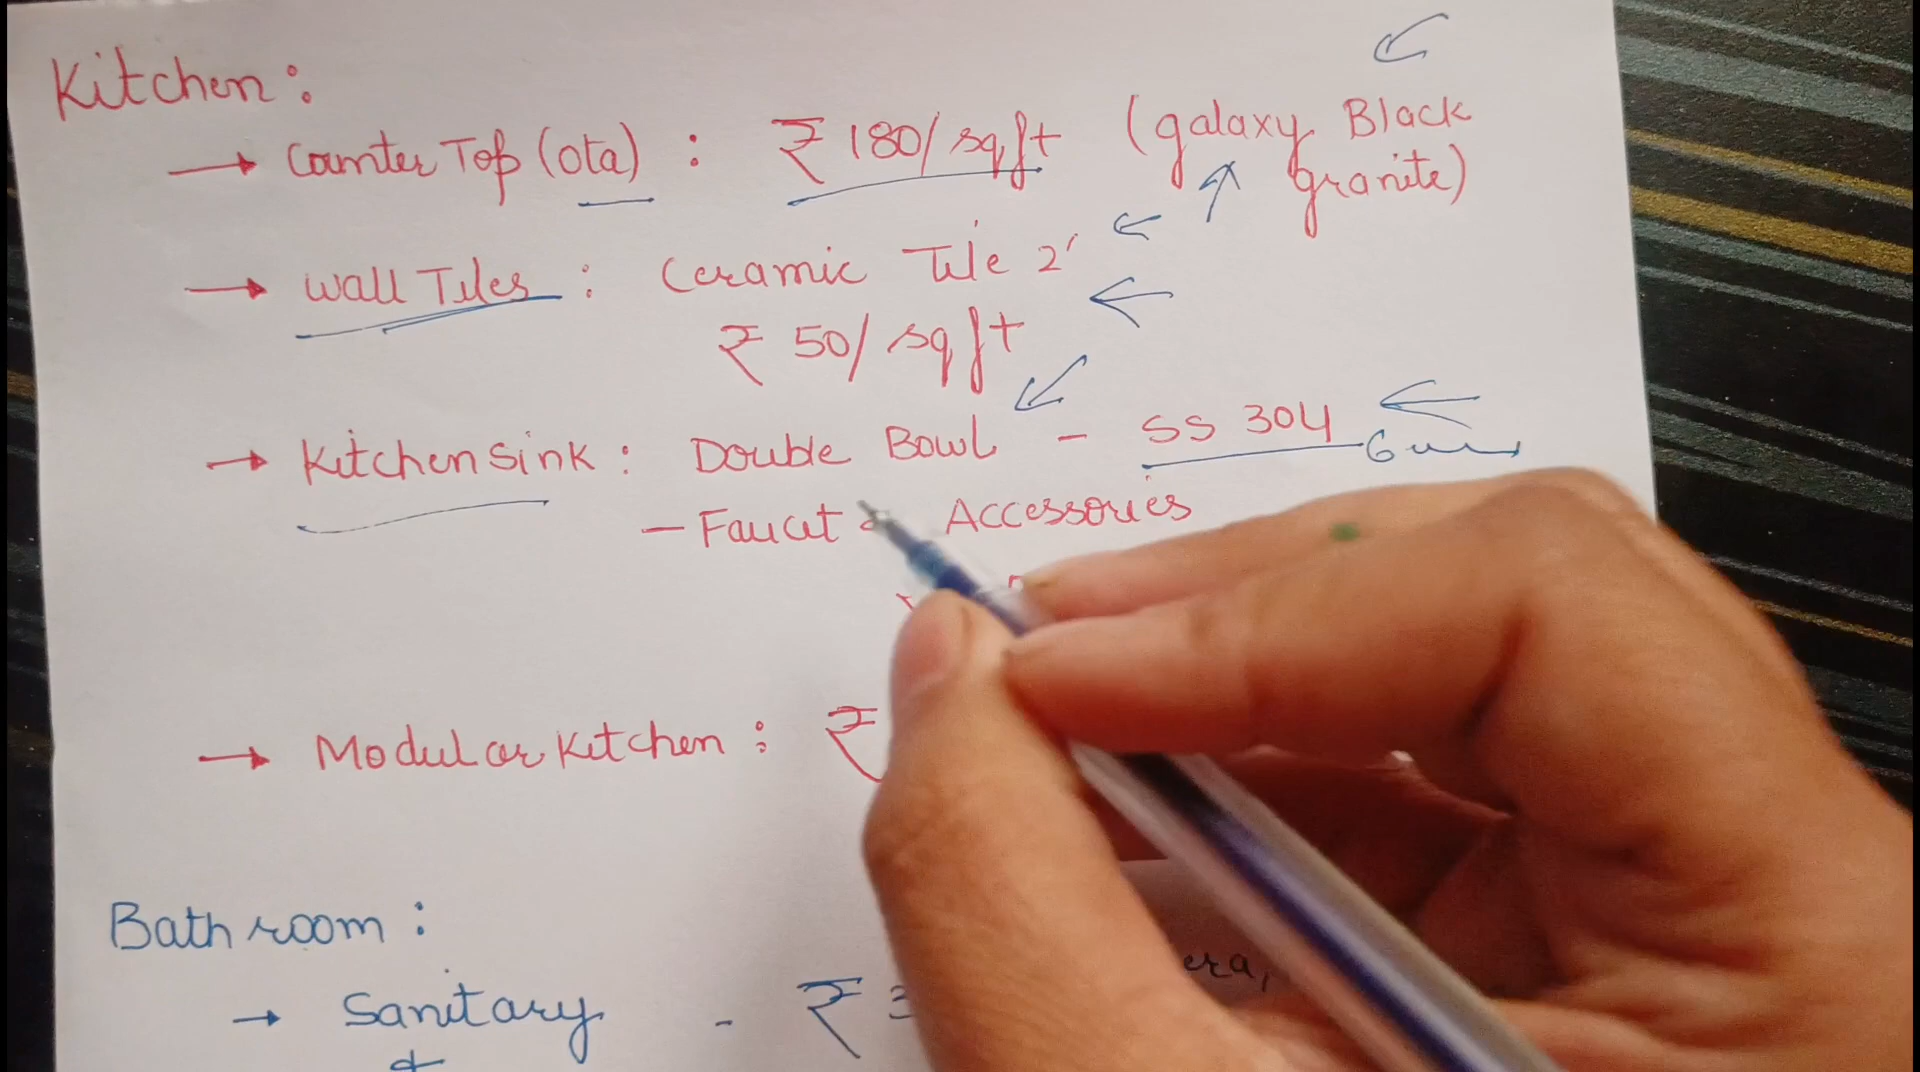 Kitchen :
→ Counter Top (Ota) : ₹ 180/sqft (galaxy Black
granite)
→ Wall Tiles : Ceramic Tile 2'
₹ 50/sqft
→ Kitchen Sink : Double Bowl - SS 304
- Faucet & Accessories
→ Modular Kitchen : ₹
Bathroom :
→ Sanitary - ₹ 3
&